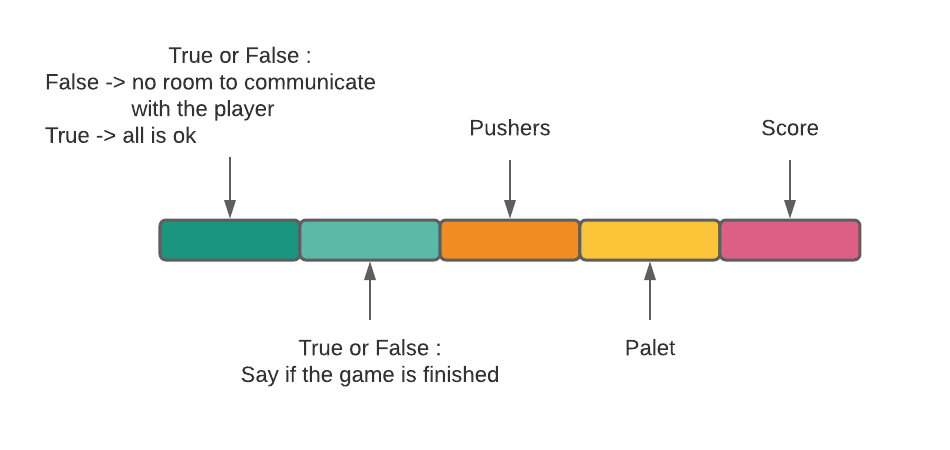 True or False :
False -> no room to communicate
with the player
True -> all is ok
Pushers
Score
True or False :
Say if the game is finished
Palet